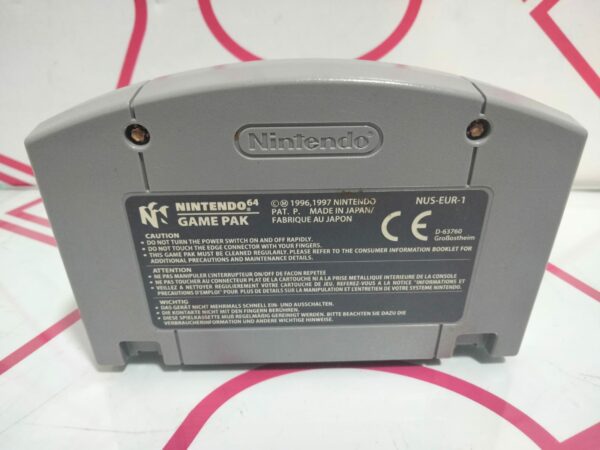 Nintendo
NINTENDO 64
GAME PAK
©Ⓜ 1996,1997 NINTENDO
PAT. P. MADE IN JAPAN/
FABRIQUE AU JAPON
NUS-EUR-1
CE
D-63760
Großostheim
CAUTION
• DO NOT TURN THE POWER SWITCH ON AND OFF RAPIDLY.
• DO NOT TOUCH THE EDGE CONNECTOR WITH YOUR FINGERS.
• THIS GAME PAK MUST BE CLEANED REGULARLY. PLEASE REFER TO THE CONSUMER INFORMATION BOOKLET FOR
ADDITIONAL PRECAUTIONS AND MAINTENANCE DETAILS.
ATTENTION
• NE PAS MANIPULER L'INTERRUPTEUR ON/OFF DE FACON REPETEE
• NE PAS TOUCHER AU CONNECTEUR PLAT DE LA CARTOUCHE NI A LA PRISE METALLIQUE INTERIEURE DE LA CONSOLE
• VEILLEZ A NETTOYER REGULIEREMENT VOTRE CARTOUCHE DE JEU. REFEREZ-VOUS A LA NOTICE "INFORMATIONS ET
PRECAUTIONS D'EMPLOI" POUR PLUS DE DETAILS SUR LA MANIPULATION ET L'ENTRETIEN DE VOTRE SYSTEME NINTENDO.
WICHTIG
• DAS GERÄT NICHT MEHRMALS SCHNELL EIN- UND AUSSCHALTEN.
• DIE KONTAKTE NICHT MIT DEN FINGERN BERÜHREN.
• DIESE SPIELKASSETTE MUß REGELMÄßIG GEREINIGT WERDEN. BITTE BEACHTEN SIE DAZU DIE
VERBRAUCHERINFORMATION UND ANDERE WICHTIGE HINWEISE.